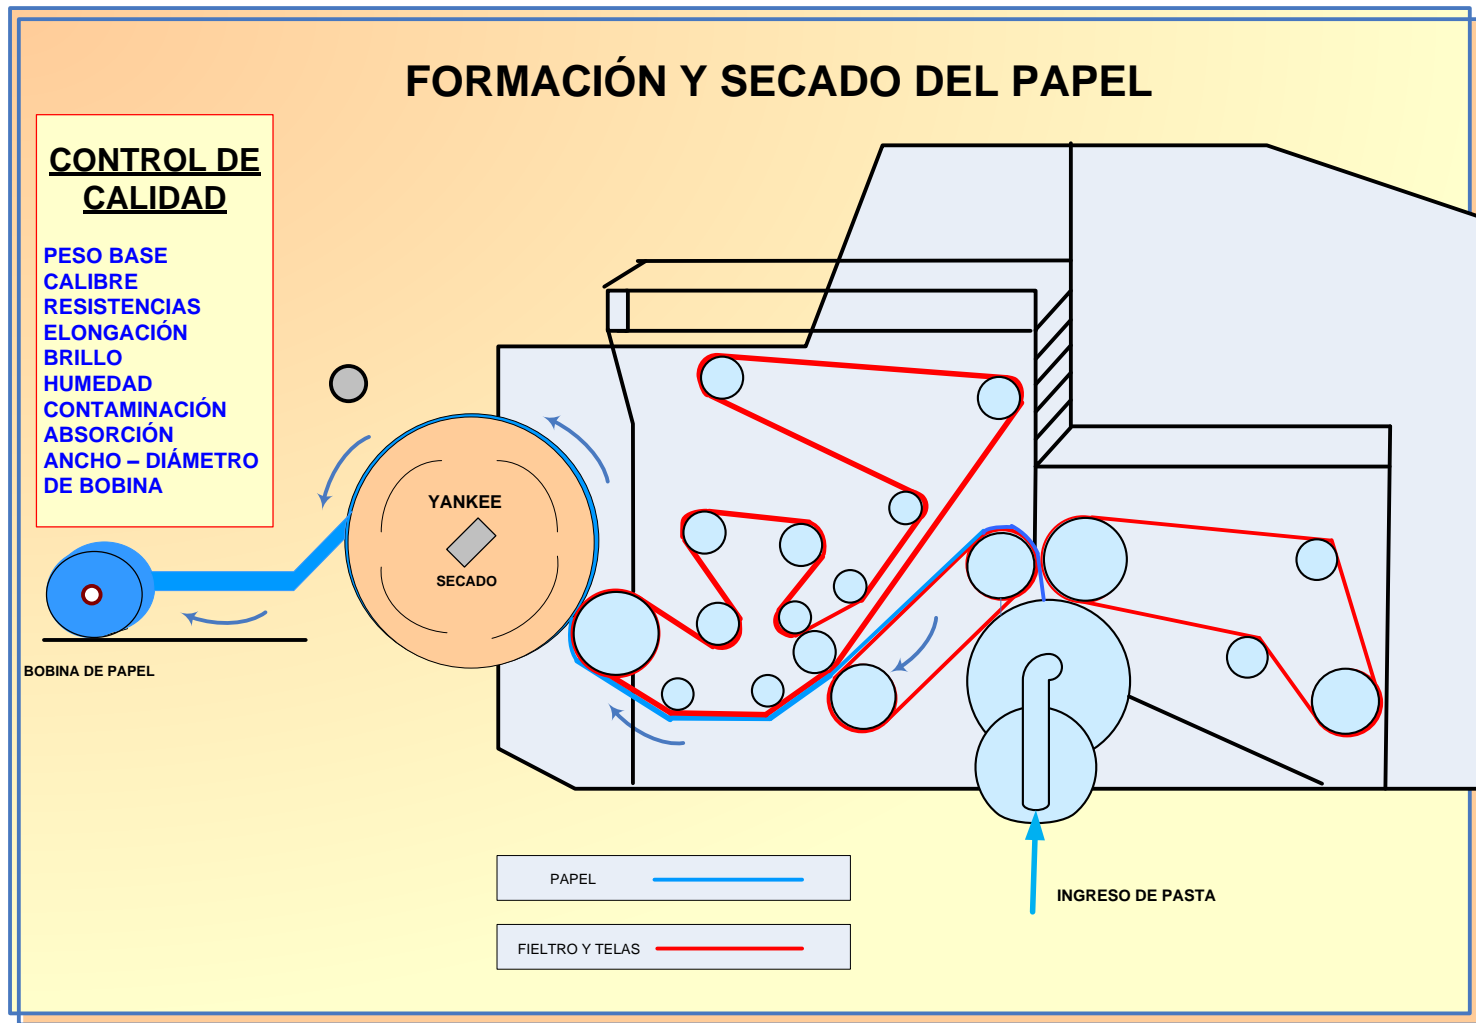 FORMACIÓN Y SECADO DEL PAPEL
CONTROL DE
CALIDAD
PESO BASE
CALIBRE
RESISTENCIAS
ELONGACIÓN
BRILLO
HUMEDAD
CONTAMINACIÓN
ABSORCIÓN
ANCHO – DIÁMETRO
DE BOBINA
YANKEE
SECADO
BOBINA DE PAPEL
PAPEL
INGRESO DE PASTA
FIELTRO Y TELAS